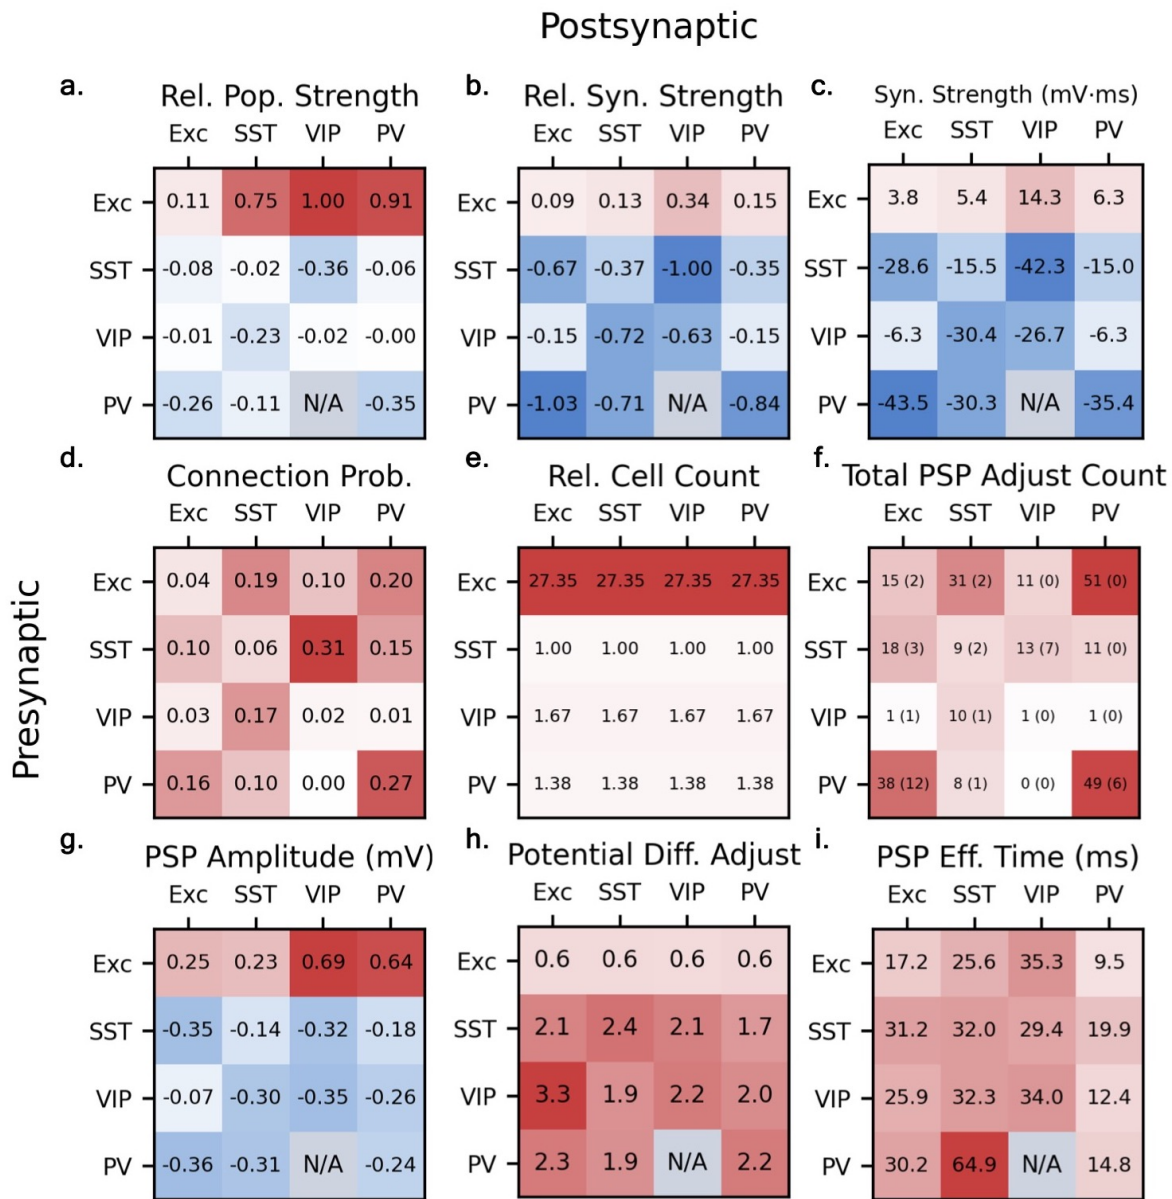 Postsynaptic
a. b. c.
Rel. Pop. Strength Rel. Syn. Strength Syn. Strength (mV·ms)
Exc SST VIP PV Exc SST VIP PV Exc SST VIP PV
Exc 0.11 0.75 1.00 0.91 Exc 0.09 0.13 0.34 0.15 Exc 3.8 5.4 14.3 6.3
SST -0.08 -0.02 -0.36 -0.06 SST -0.67 -0.37 -1.00 -0.35 SST -28.6 -15.5 -42.3 -15.0
VIP -0.01 -0.23 -0.02 -0.00 VIP -0.15 -0.72 -0.63 -0.15 VIP -6.3 -30.4 -26.7 -6.3
PV -0.26 -0.11 N/A -0.35 PV -1.03 -0.71 N/A -0.84 PV -43.5 -30.3 N/A -35.4
d. e. f.
Connection Prob. Rel. Cell Count Total PSP Adjust Count
Exc SST VIP PV Exc SST VIP PV Exc SST VIP PV
Exc 0.04 0.19 0.10 0.20 Exc 27.35 27.35 27.35 27.35 Exc 15 (2) 31 (2) 11 (0) 51 (0)
SST 0.10 0.06 0.31 0.15 SST 1.00 1.00 1.00 1.00 SST 18 (3) 9 (2) 13 (7) 11 (0)
VIP 0.03 0.17 0.02 0.01 VIP 1.67 1.67 1.67 1.67 VIP 1 (1) 10 (1) 1 (0) 1 (0)
PV 0.16 0.10 0.00 0.27 PV 1.38 1.38 1.38 1.38 PV 38 (12) 8 (1) 0 (0) 49 (6)
Presynaptic
g. h. i.
PSP Amplitude (mV) Potential Diff. Adjust PSP Eff. Time (ms)
Exc SST VIP PV Exc SST VIP PV Exc SST VIP PV
Exc 0.25 0.23 0.69 0.64 Exc 0.6 0.6 0.6 0.6 Exc 17.2 25.6 35.3 9.5
SST -0.35 -0.14 -0.32 -0.18 SST 2.1 2.4 2.1 1.7 SST 31.2 32.0 29.4 19.9
VIP -0.07 -0.30 -0.35 -0.26 VIP 3.3 1.9 2.2 2.0 VIP 25.9 32.3 34.0 12.4
PV -0.36 -0.31 N/A -0.24 PV 2.3 1.9 N/A 2.2 PV 30.2 64.9 N/A 14.8